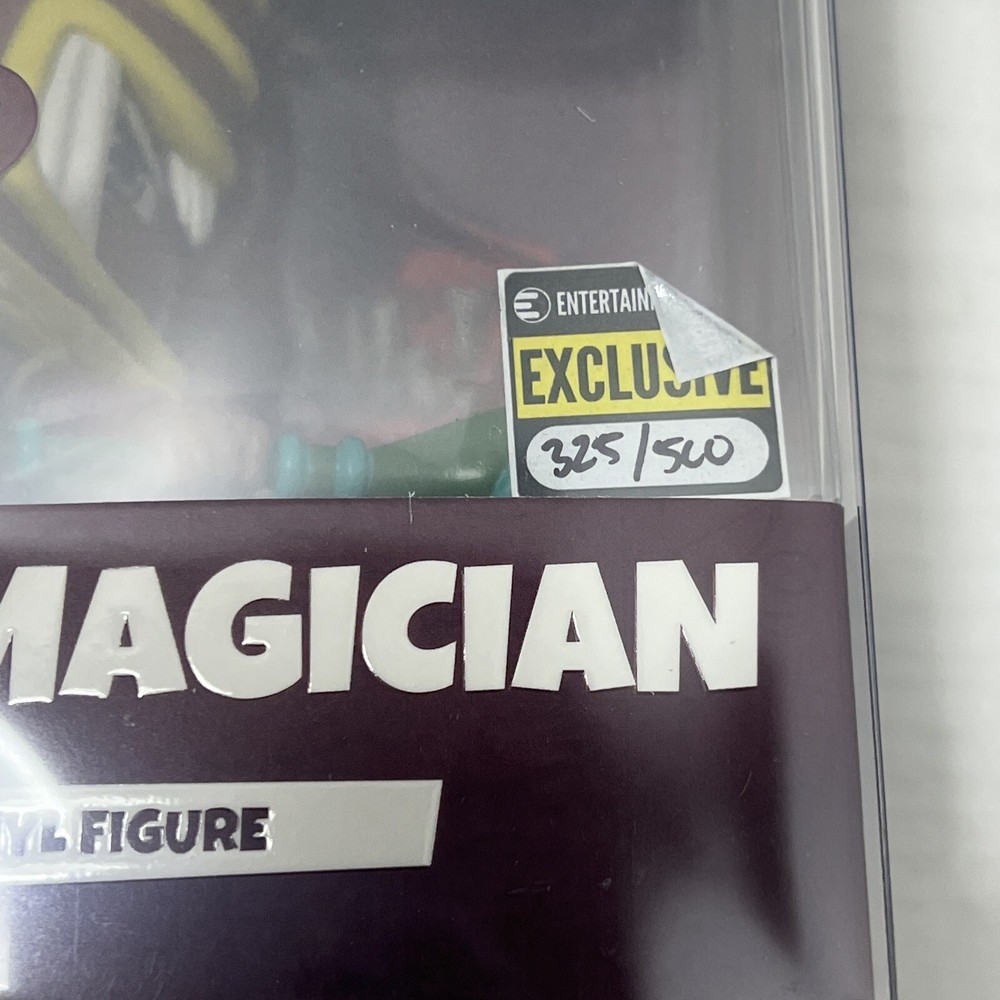 ENTERTAIN
EXCLUSIVE
325/500
MAGICIAN
YL FIGURE